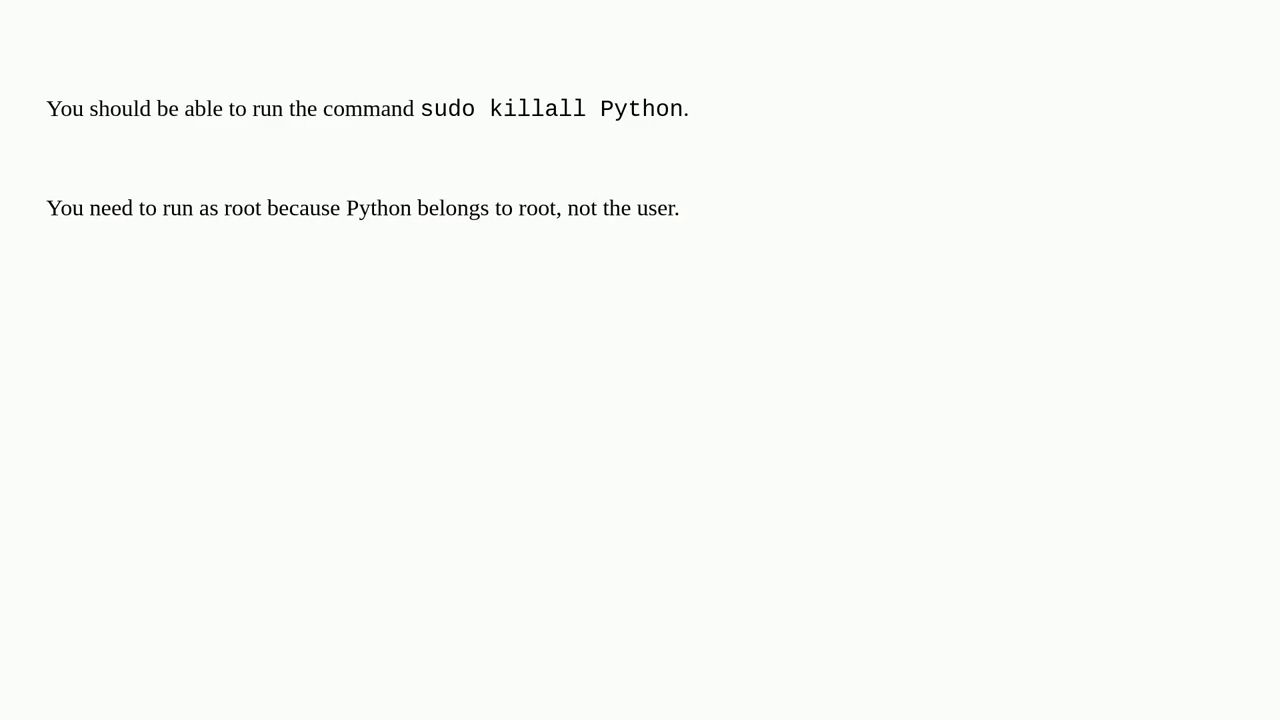 You should be able to run the command sudo killall Python.
You need to run as root because Python belongs to root, not the user.